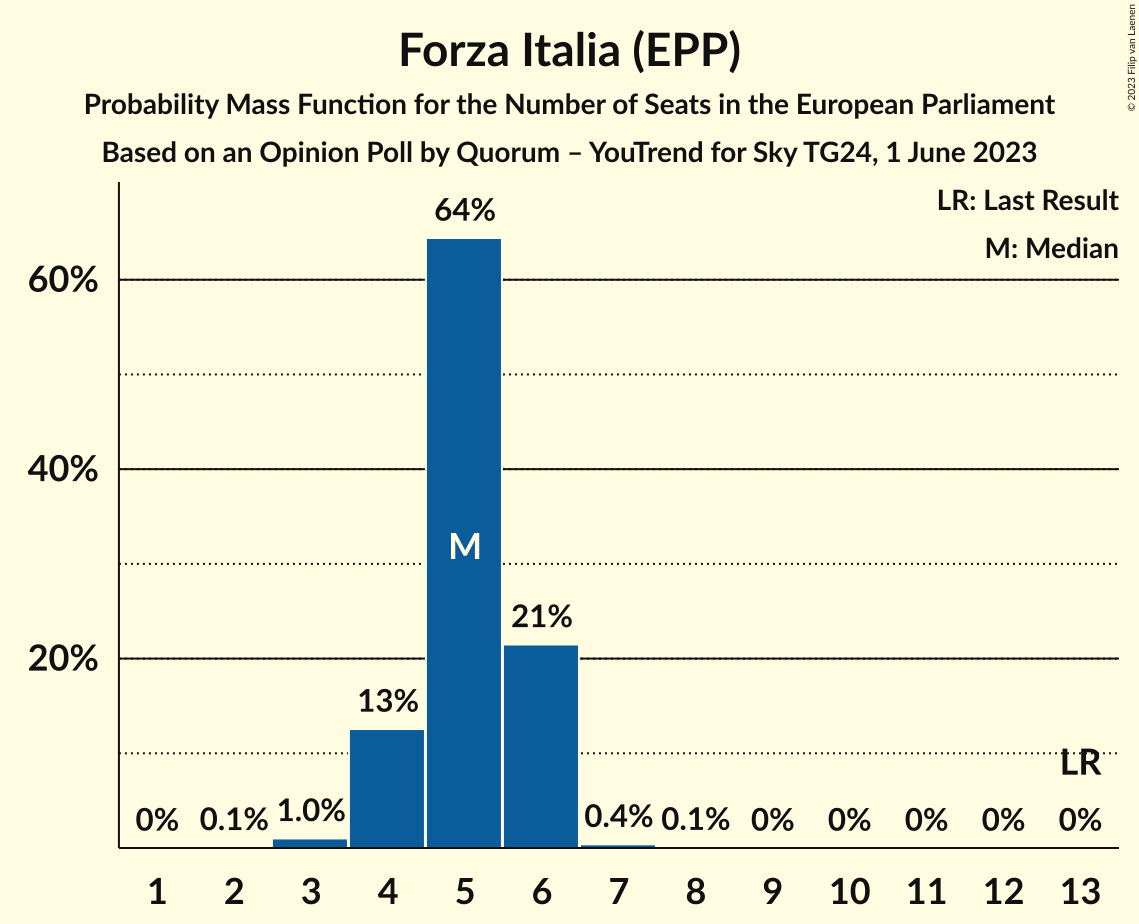 Forza Italia (EPP)
Probability Mass Function for the Number of Seats in the European Parliament
Based on an Opinion Poll by Quorum – YouTrend for Sky TG24, 1 June 2023
© 2023 Filip van Laenen
LR: Last Result
M: Median
60%
40%
20%
0% 0.1% 1.0% 13% 64% 21% 0.4% 0.1% 0% 0% 0% 0% 0%
M
LR
1 2 3 4 5 6 7 8 9 10 11 12 13